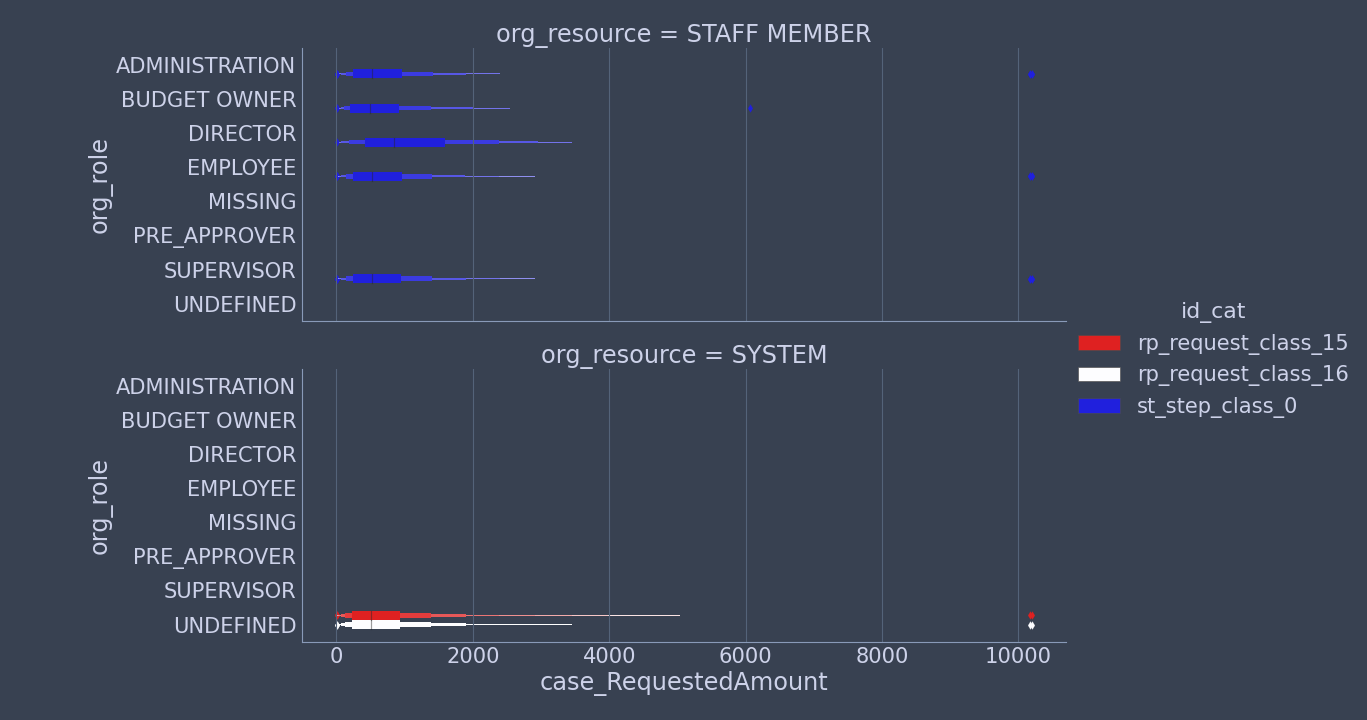 org_resource = STAFF MEMBER
ADMINISTRATION
BUDGET OWNER
DIRECTOR
EMPLOYEE
MISSING
PRE_APPROVER
SUPERVISOR
UNDEFINED
org_role
org_resource = SYSTEM
ADMINISTRATION
BUDGET OWNER
DIRECTOR
EMPLOYEE
MISSING
PRE_APPROVER
SUPERVISOR
UNDEFINED
org_role
0 2000 4000 6000 8000 10000
case_RequestedAmount
id_cat
rp_request_class_15
rp_request_class_16
st_step_class_0